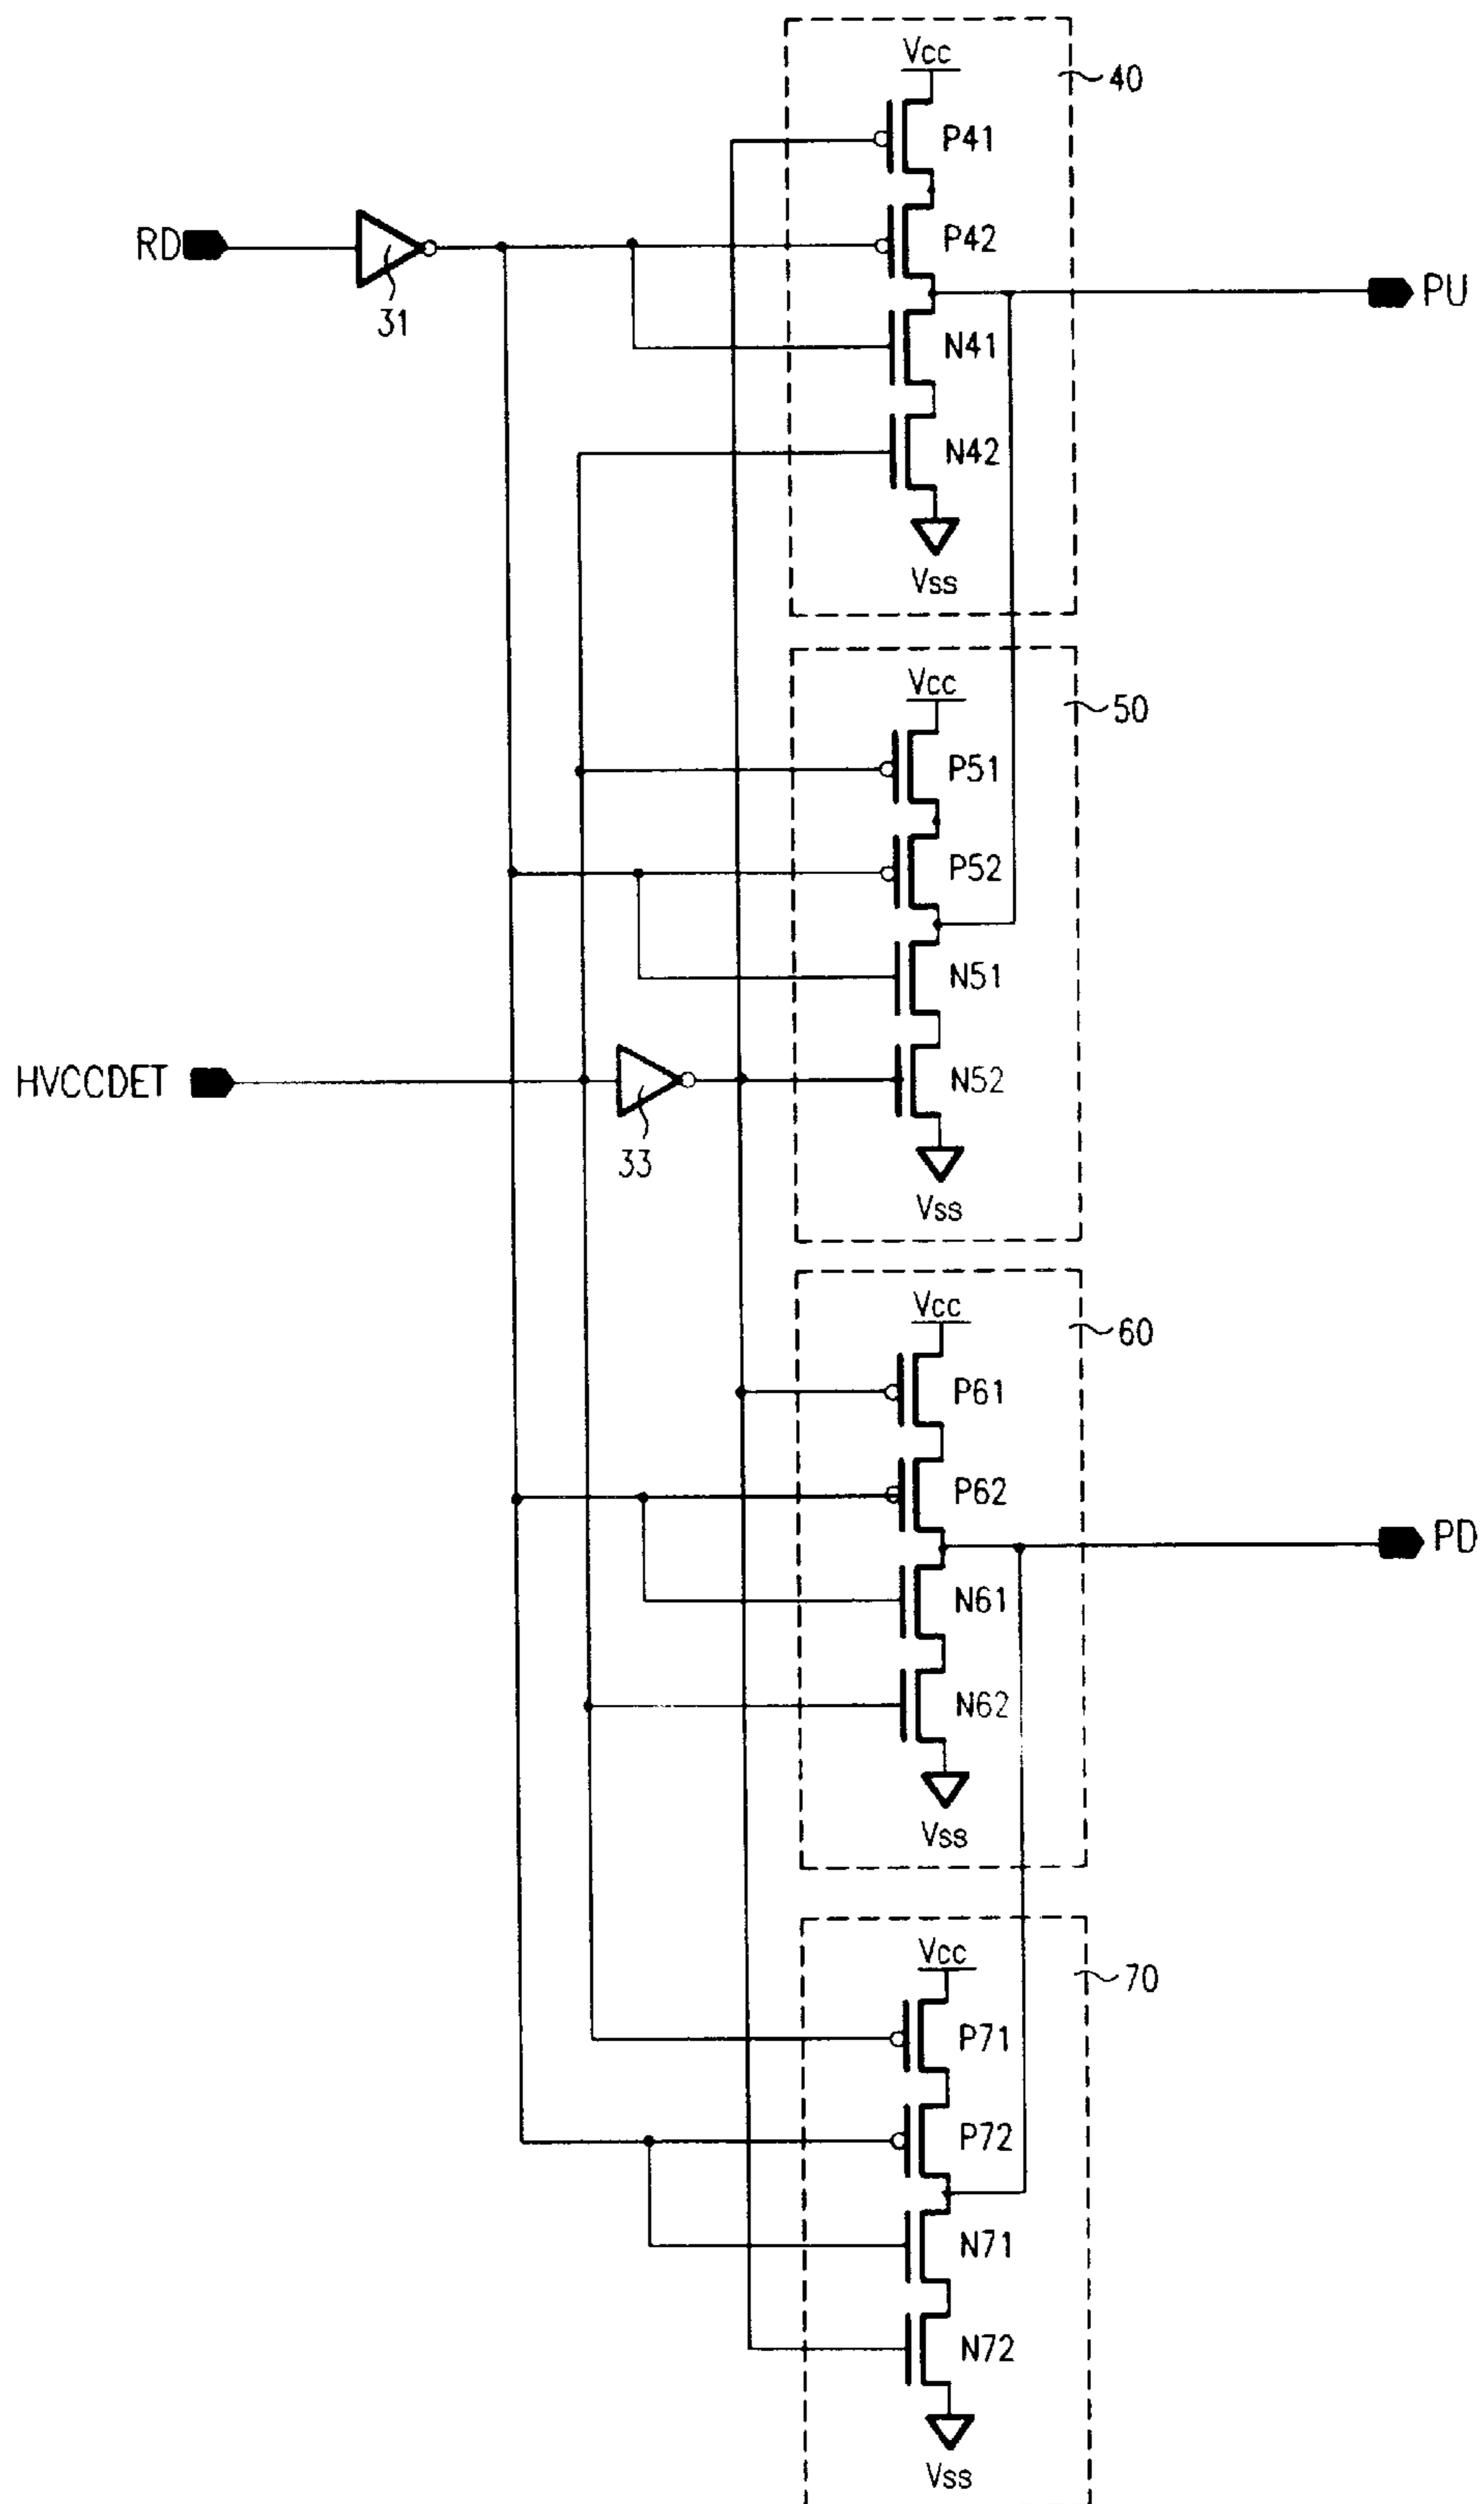 Vcc
40
P41
RD
P42
31
PU
N41
N42
Vss
Vcc
50
P51
P52
N51
HVCCDET
33
N52
Vss
Vcc
60
P61
P62
PD
N61
N62
Vss
Vcc
70
P71
P72
N71
N72
Vss